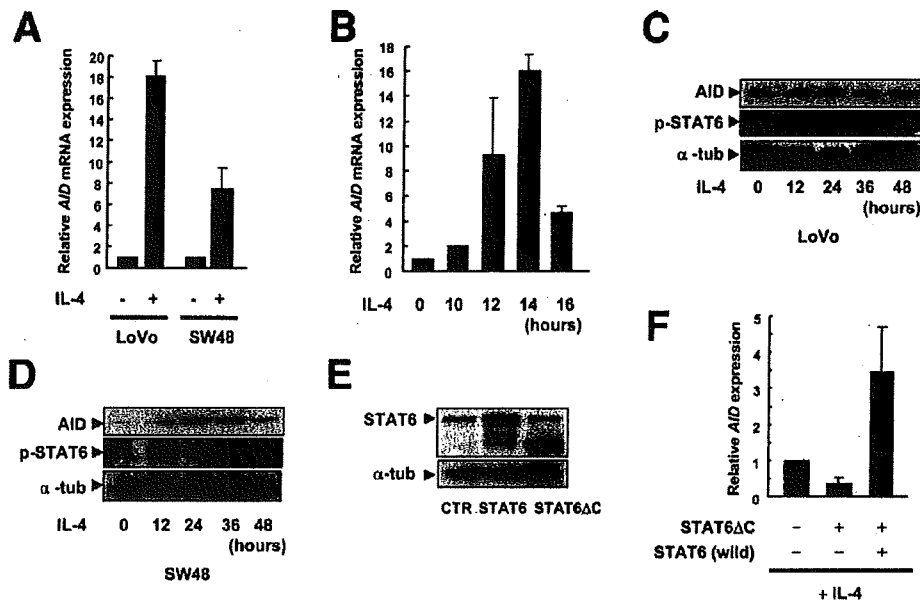 A
Relative AID mRNA expression
20
18
16
14
12
10
8
6
4
2
0
IL-4 - + - +
LoVo SW48
B
Relative AID mRNA expression
18
16
14
12
10
8
6
4
2
0
IL-4 0 10 12 14 16
(hours)
C
AID
p-STAT6
α -tub
IL-4 0 12 24 36 48
(hours)
LoVo
D
AID
p-STAT6
α -tub
IL-4 0 12 24 36 48
(hours)
SW48
E
STAT6
α-tub
CTR. STAT6 STAT6ΔC
F
Relative AID expression
5
4
3
2
1
0
STAT6ΔC - + +
STAT6 (wild) - - +
+ IL-4